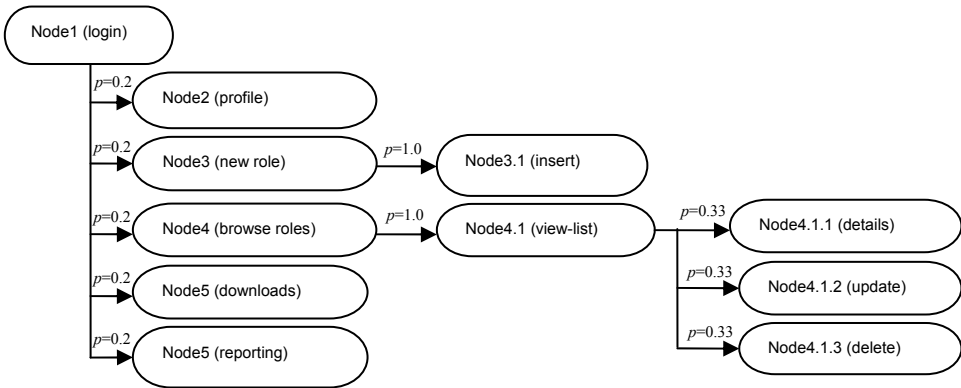 Node1 (login)
p=0.2
Node2 (profile)
p=0.2
Node3 (new role)
p=1.0
Node3.1 (insert)
p=0.2
Node4 (browse roles)
p=1.0
Node4.1 (view-list)
p=0.33
Node4.1.1 (details)
p=0.2
Node5 (downloads)
p=0.33
Node4.1.2 (update)
p=0.2
Node5 (reporting)
p=0.33
Node4.1.3 (delete)